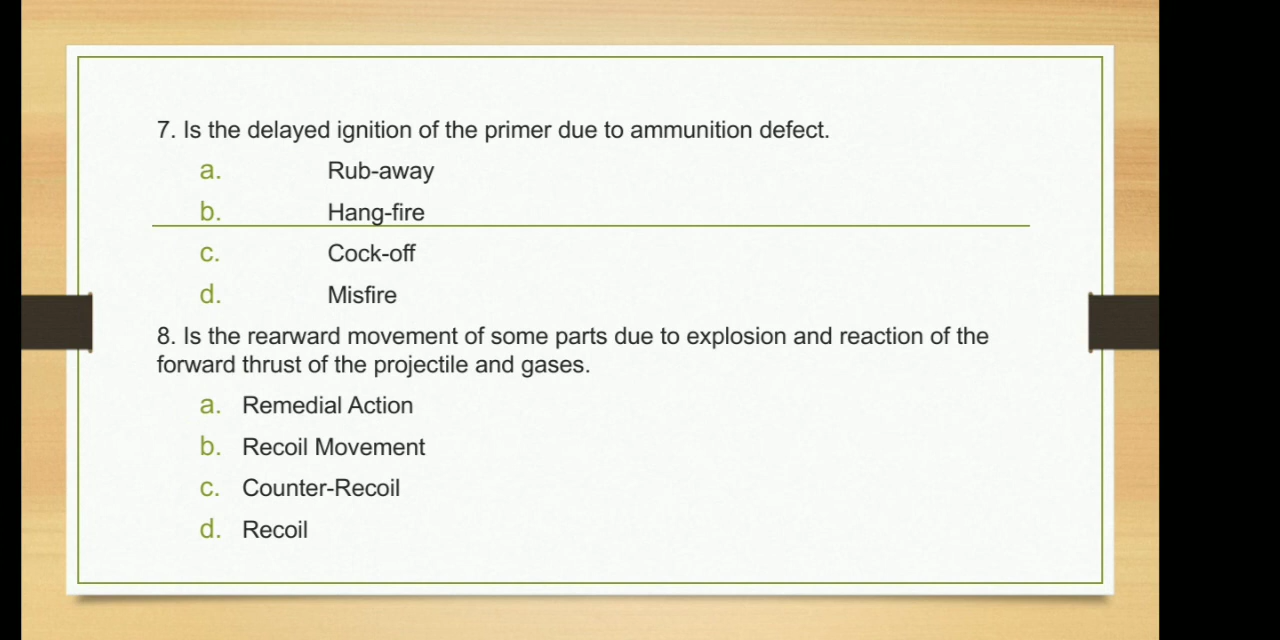 7. Is the delayed ignition of the primer due to ammunition defect.
a. Rub-away
b. Hang-fire
c. Cock-off
d. Misfire
8. Is the rearward movement of some parts due to explosion and reaction of the
forward thrust of the projectile and gases.
a. Remedial Action
b. Recoil Movement
c. Counter-Recoil
d. Recoil